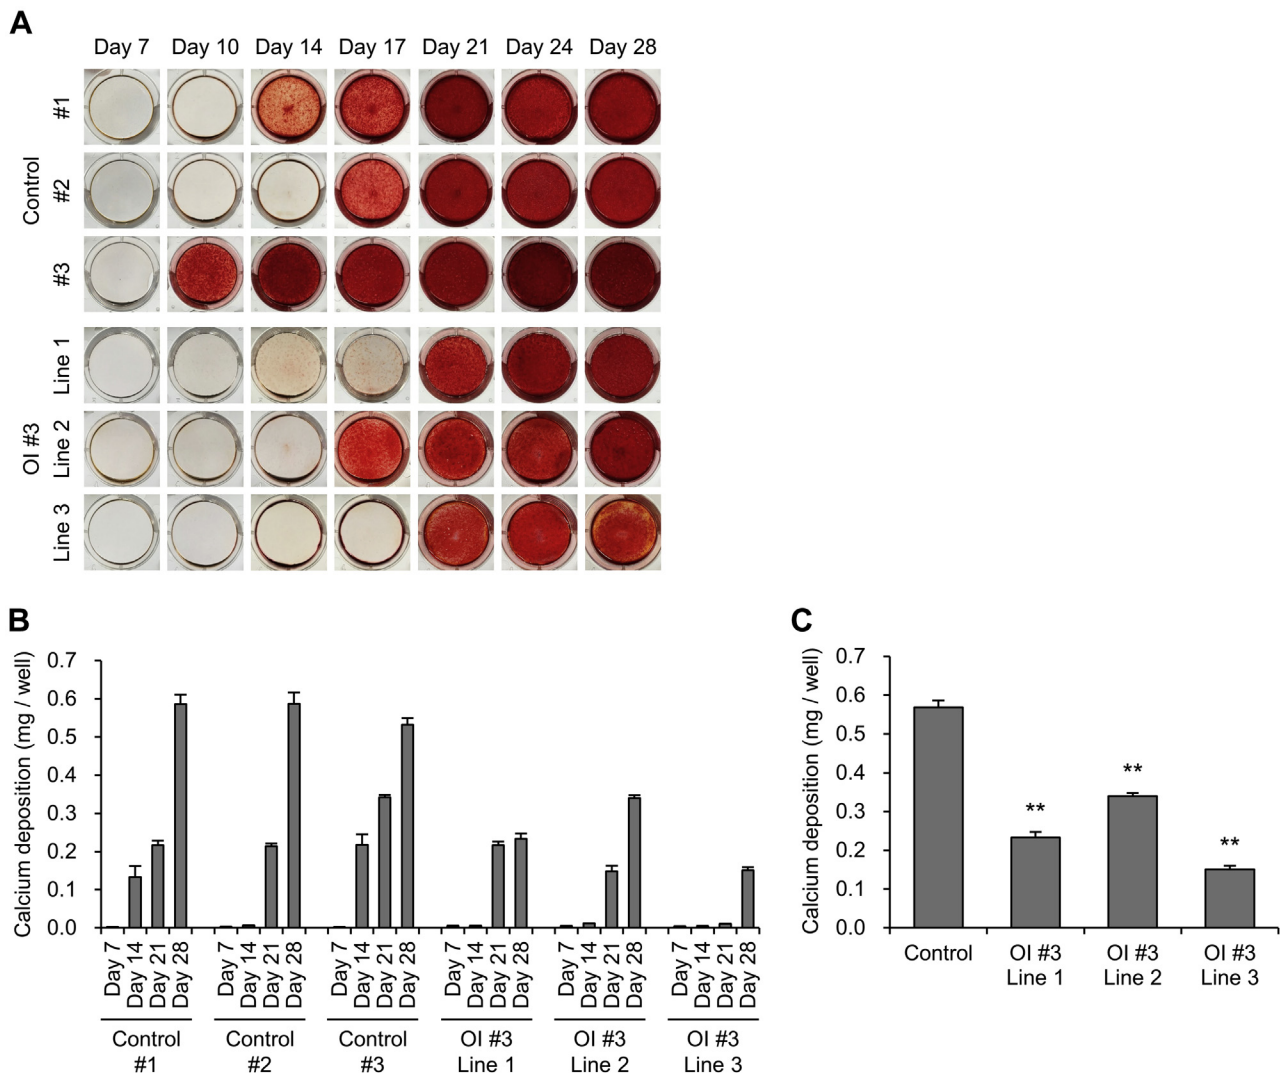 A
Day 7 Day 10 Day 14 Day 17 Day 21 Day 24 Day 28
Control
#1
#2
#3
OI #3
Line 1
Line 2
Line 3
B
Calcium deposition (mg / well)
0.7
0.6
0.5
0.4
0.3
0.2
0.1
0.0
Day 7 Day 14 Day 21 Day 28 Day 7 Day 14 Day 21 Day 28 Day 7 Day 14 Day 21 Day 28 Day 7 Day 14 Day 21 Day 28 Day 7 Day 14 Day 21 Day 28 Day 7 Day 14 Day 21 Day 28
Control Control Control OI #3 OI #3 OI #3
#1 #2 #3 Line 1 Line 2 Line 3
C
Calcium deposition (mg / well)
0.7
0.6
0.5
0.4
0.3
0.2
0.1
0.0
** ** **
Control OI #3 OI #3 OI #3
Line 1 Line 2 Line 3